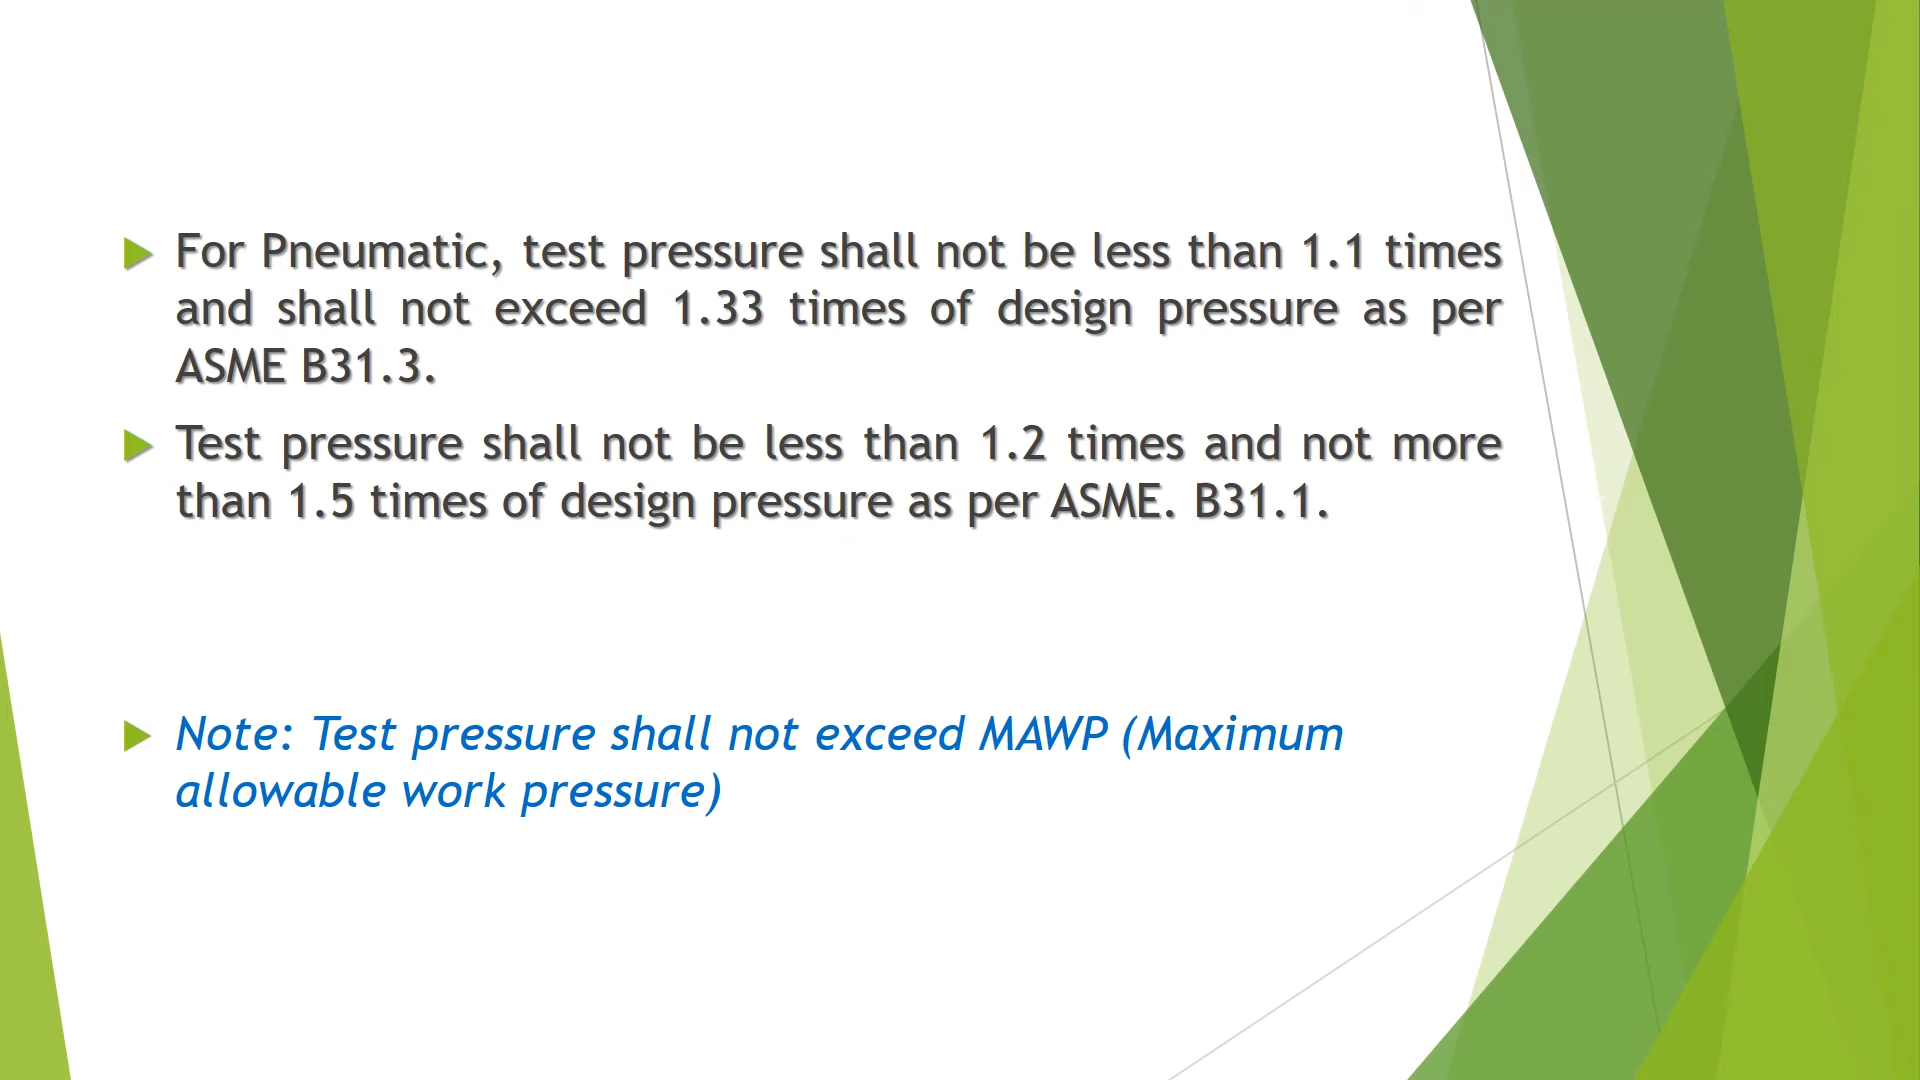 For Pneumatic, test pressure shall not be less than 1.1 times
and shall not exceed 1.33 times of design pressure as per
ASME B31.3.
Test pressure shall not be less than 1.2 times and not more
than 1.5 times of design pressure as per ASME. B31.1.
Note: Test pressure shall not exceed MAWP (Maximum
allowable work pressure)